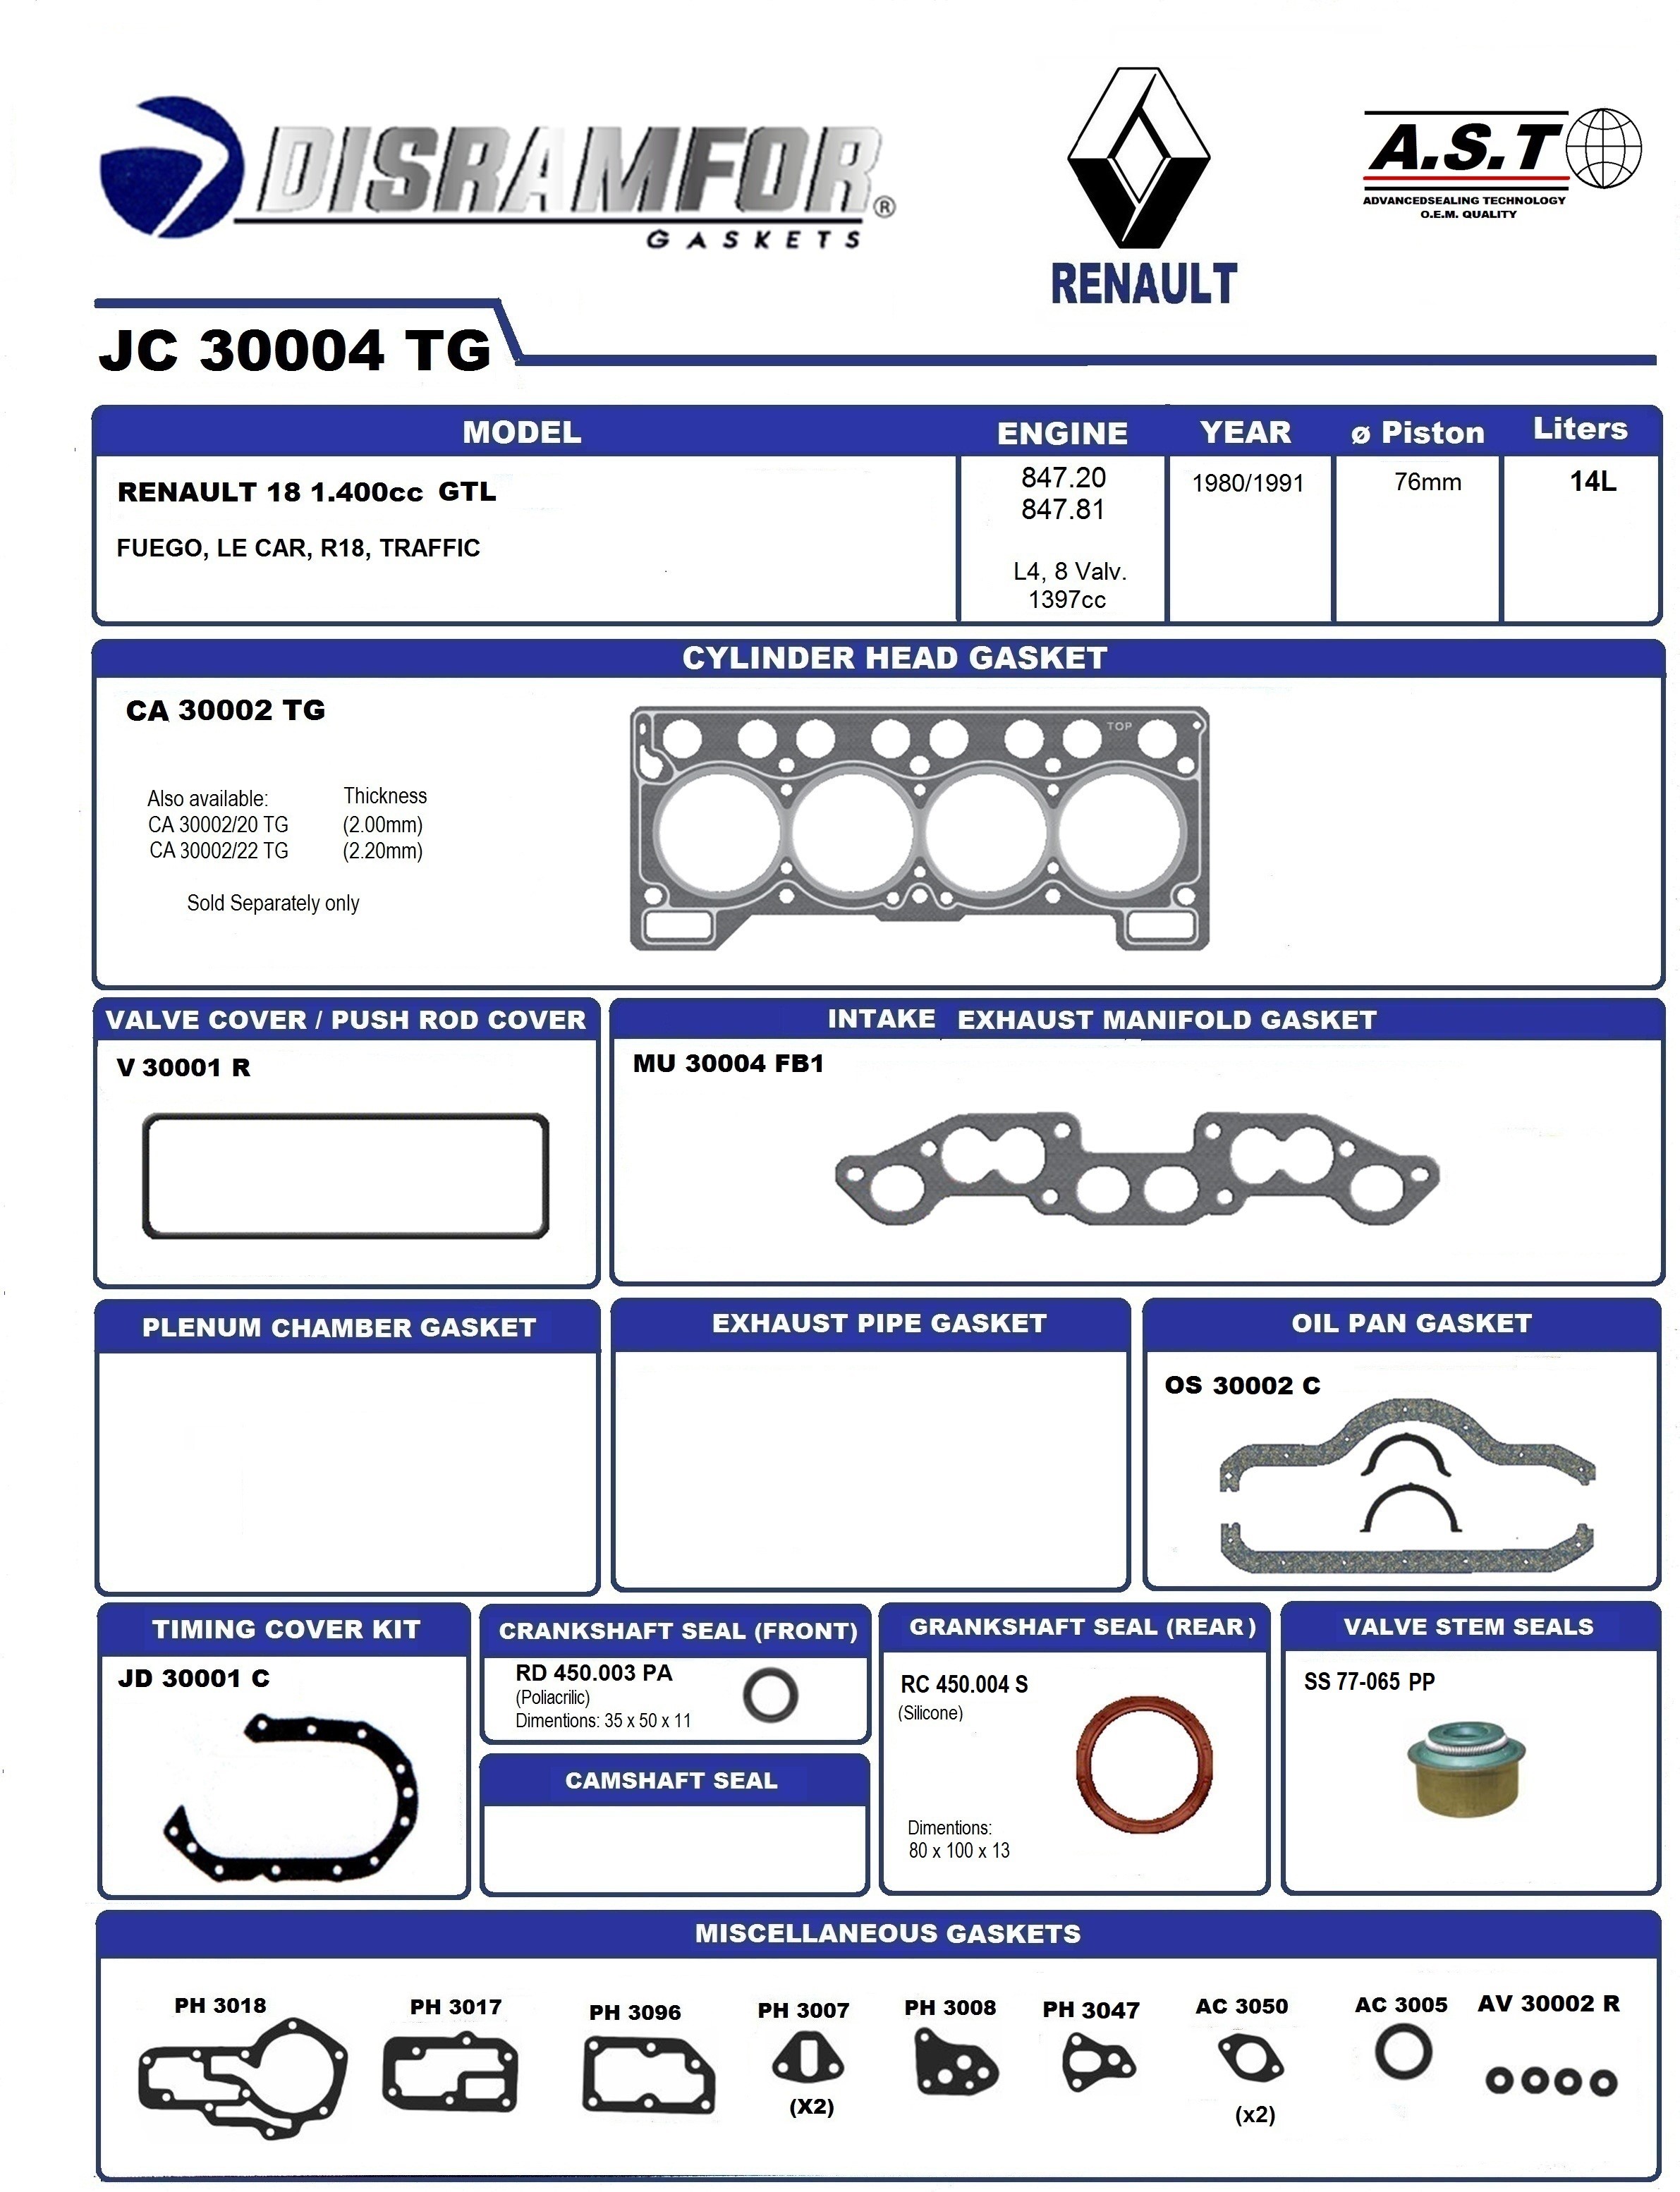 DISRAMFOR®
GASKETS
RENAULT
A.S.T
ADVANCEDSEALING TECHNOLOGY
O.E.M. QUALITY
JC 30004 TG
MODEL ENGINE YEAR ø Piston Liters
RENAULT 18 1.400cc GTL
FUEGO, LE CAR, R18, TRAFFIC
847.20
847.81
L4, 8 Valv.
1397cc
1980/1991
76mm
14L
CYLINDER HEAD GASKET
CA 30002 TG
TOP
Also available: Thickness
CA 30002/20 TG (2.00mm)
CA 30002/22 TG (2.20mm)
Sold Separately only
VALVE COVER / PUSH ROD COVER
V 30001 R
INTAKE EXHAUST MANIFOLD GASKET
MU 30004 FB1
PLENUM CHAMBER GASKET
EXHAUST PIPE GASKET
OIL PAN GASKET
OS 30002 C
TIMING COVER KIT
JD 30001 C
CRANKSHAFT SEAL (FRONT)
RD 450.003 PA
(Poliacrilic)
Dimentions: 35 x 50 x 11
CAMSHAFT SEAL
GRANKSHAFT SEAL (REAR)
RC 450.004 S
(Silicone)
Dimentions:
80 x 100 x 13
VALVE STEM SEALS
SS 77-065 PP
MISCELLANEOUS GASKETS
PH 3018
PH 3017
PH 3096
PH 3007
(X2)
PH 3008
PH 3047
AC 3050
(x2)
AC 3005
AV 30002 R